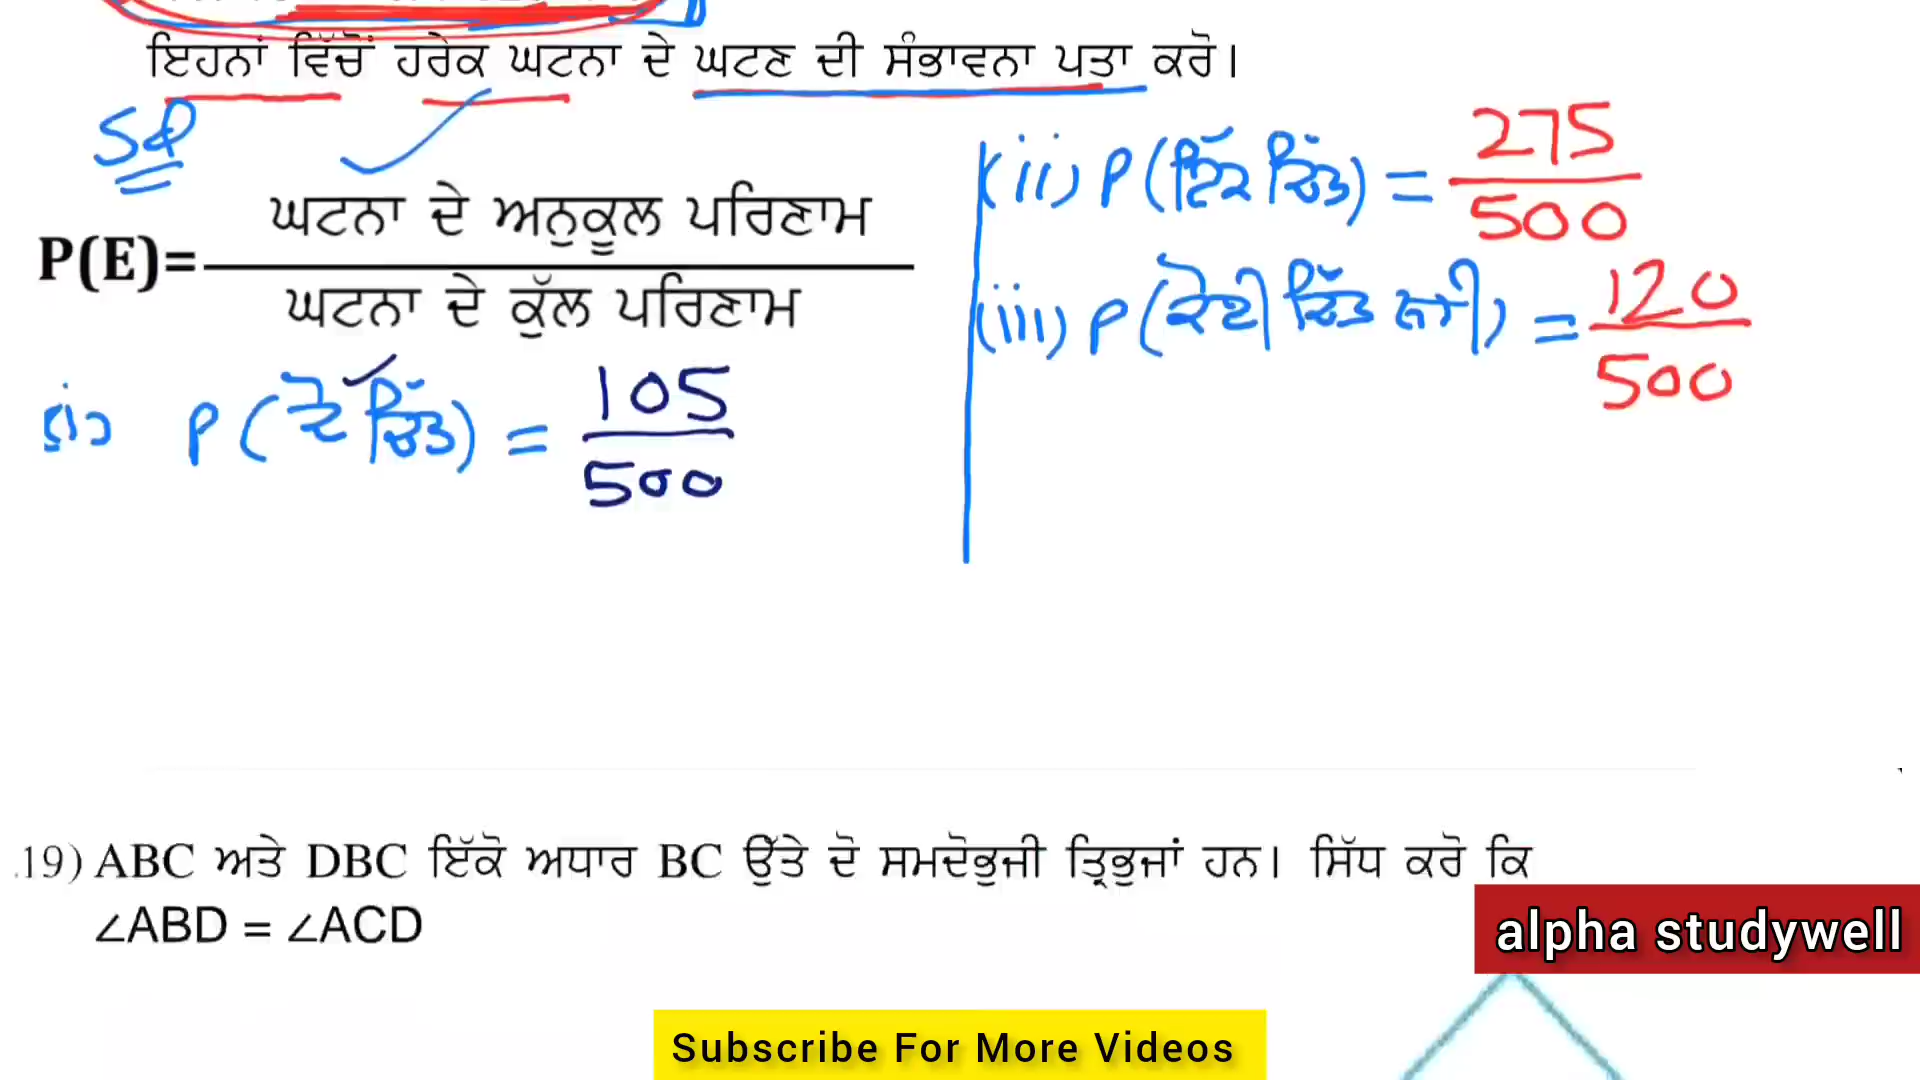 ਇਹਨਾਂ ਵਿੱਚੋਂ ਹਰੇਕ ਘਟਨਾ ਦੇ ਘਟਣ ਦੀ ਸੰਭਾਵਨਾ ਪਤਾ ਕਰੋ।
ਘਟਨਾ ਦੇ ਅਨੁਕੂਲ ਪਰਿਣਾਮ
P(E)=
ਘਟਨਾ ਦੇ ਕੁੱਲ ਪਰਿਣਾਮ
(i) P (ਦੋ ਚਿੱਤ) = 105
500
(ii) P (ਇੱਕ ਚਿੱਤ) = 275
500
(iii) P (ਕੋਈ ਚਿੱਤ ਨਹੀਂ) = 120
500
19) ABC ਅਤੇ DBC ਇੱਕੋ ਅਧਾਰ BC ਉੱਤੇ ਦੋ ਸਮਦੋਭੁਜੀ ਤ੍ਰਿਭੁਜਾਂ ਹਨ। ਸਿੱਧ ਕਰੋ ਕਿ
∠ABD = ∠ACD
alpha studywell
Subscribe For More Videos